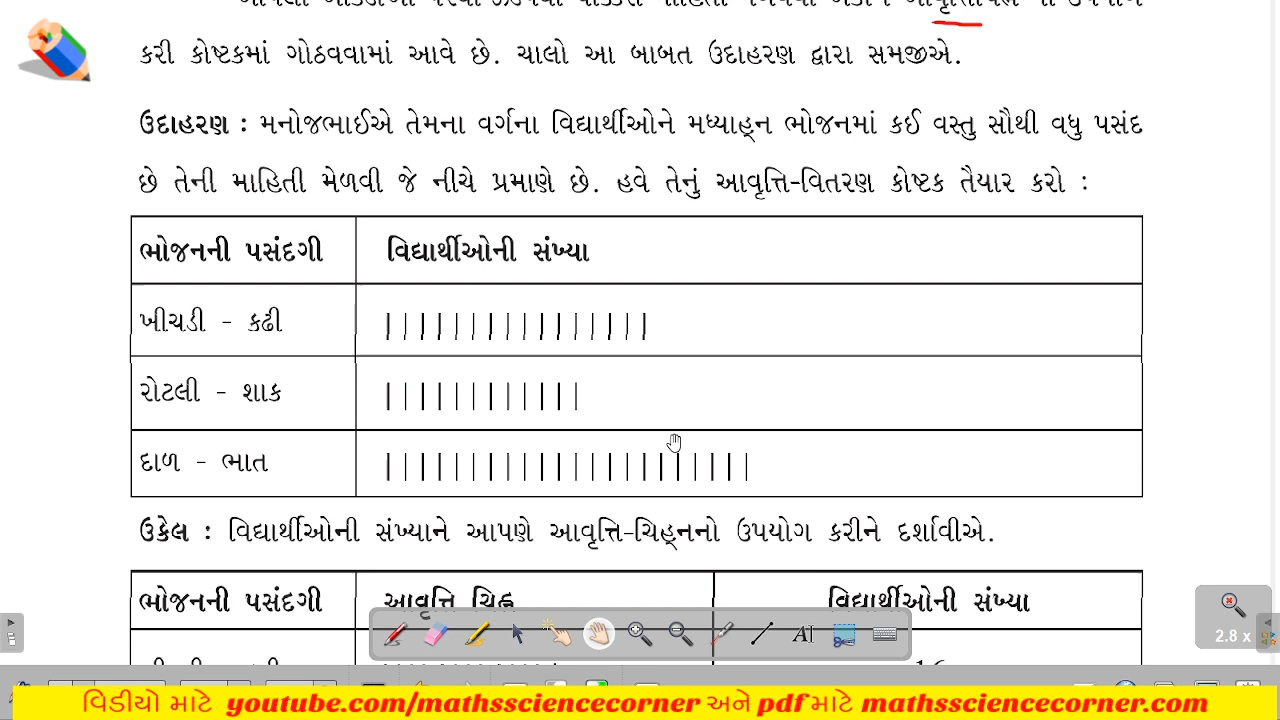 કરી કોષ્ટકમાં ગોઠવવામાં આવે છે. ચાલો આ બાબત ઉદાહરણ દ્વારા સમજીએ.
ઉદાહરણ : મનોજભાઈએ તેમના વર્ગના વિદ્યાર્થીઓને મધ્યાહ્ન ભોજનમાં કઈ વસ્તુ સૌથી વધુ પસંદ
છે તેની માહિતી મેળવી જે નીચે પ્રમાણે છે. હવે તેનું આવૃત્તિ-વિતરણ કોષ્ટક તૈયાર કરો :
ભોજનની પસંદગી વિદ્યાર્થીઓની સંખ્યા
ખીચડી - કઢી ||||||||||||||||
રોટલી - શાક ||||||||||||
દાળ - ભાત ||||||||||||||||||||||
ઉકેલ : વિદ્યાર્થીઓની સંખ્યાને આપણે આવૃત્તિ-ચિહ્નનો ઉપયોગ કરીને દર્શાવીએ.
ભોજનની પસંદગી આવૃત્તિ ચિહ્ન વિદ્યાર્થીઓની સંખ્યા
2.8 x
વિડીયો માટે youtube.com/mathssciencecorner અને pdf માટે mathssciencecorner.com